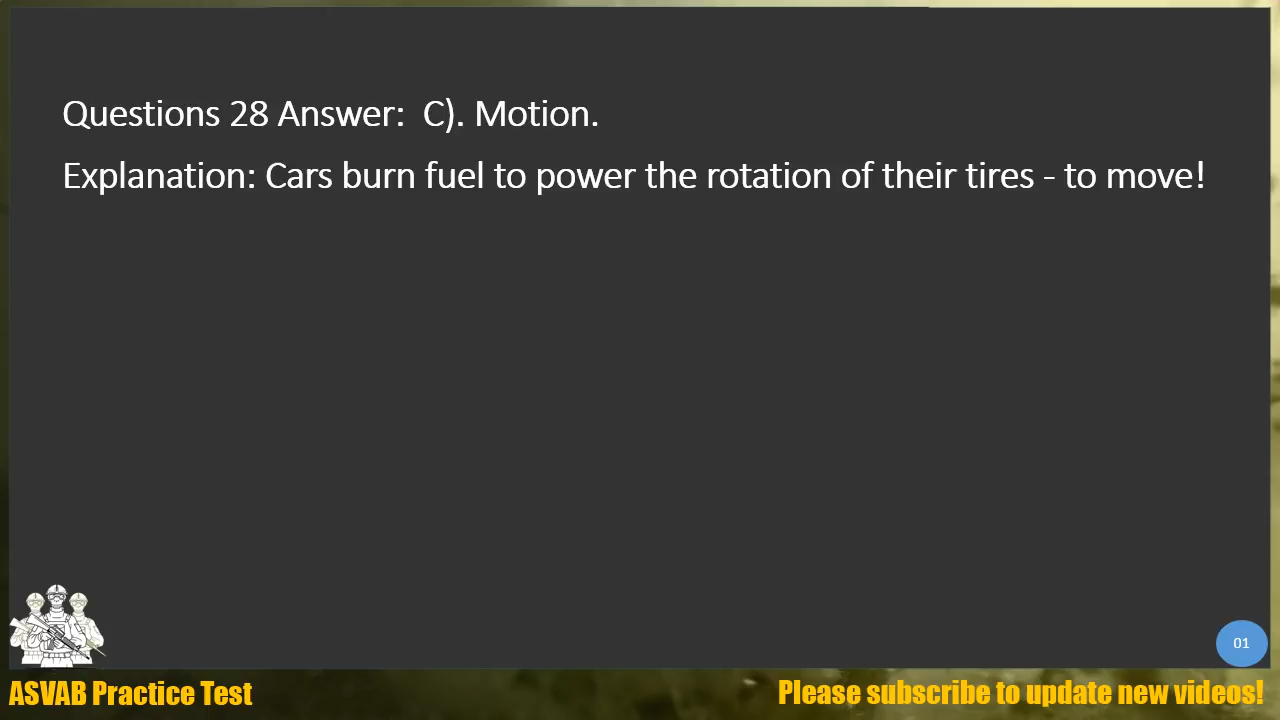 Questions 28 Answer:  C). Motion.
Explanation: Cars burn fuel to power the rotation of their tires - to move!
01
ASVAB Practice Test
Please subscribe to update new videos!